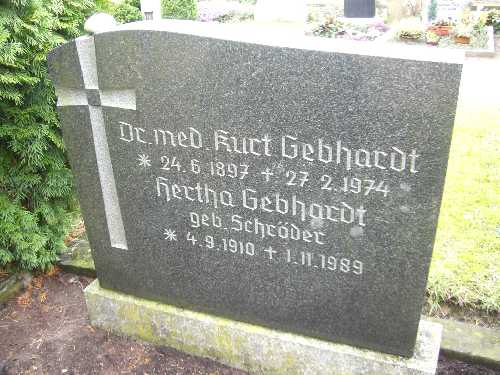 Dr. med. Kurt Gebhardt
* 24.6.1897 + 27.2.1974
Hertha Gebhardt
geb. Schröder
* 4.9.1910 + 1.11.1989